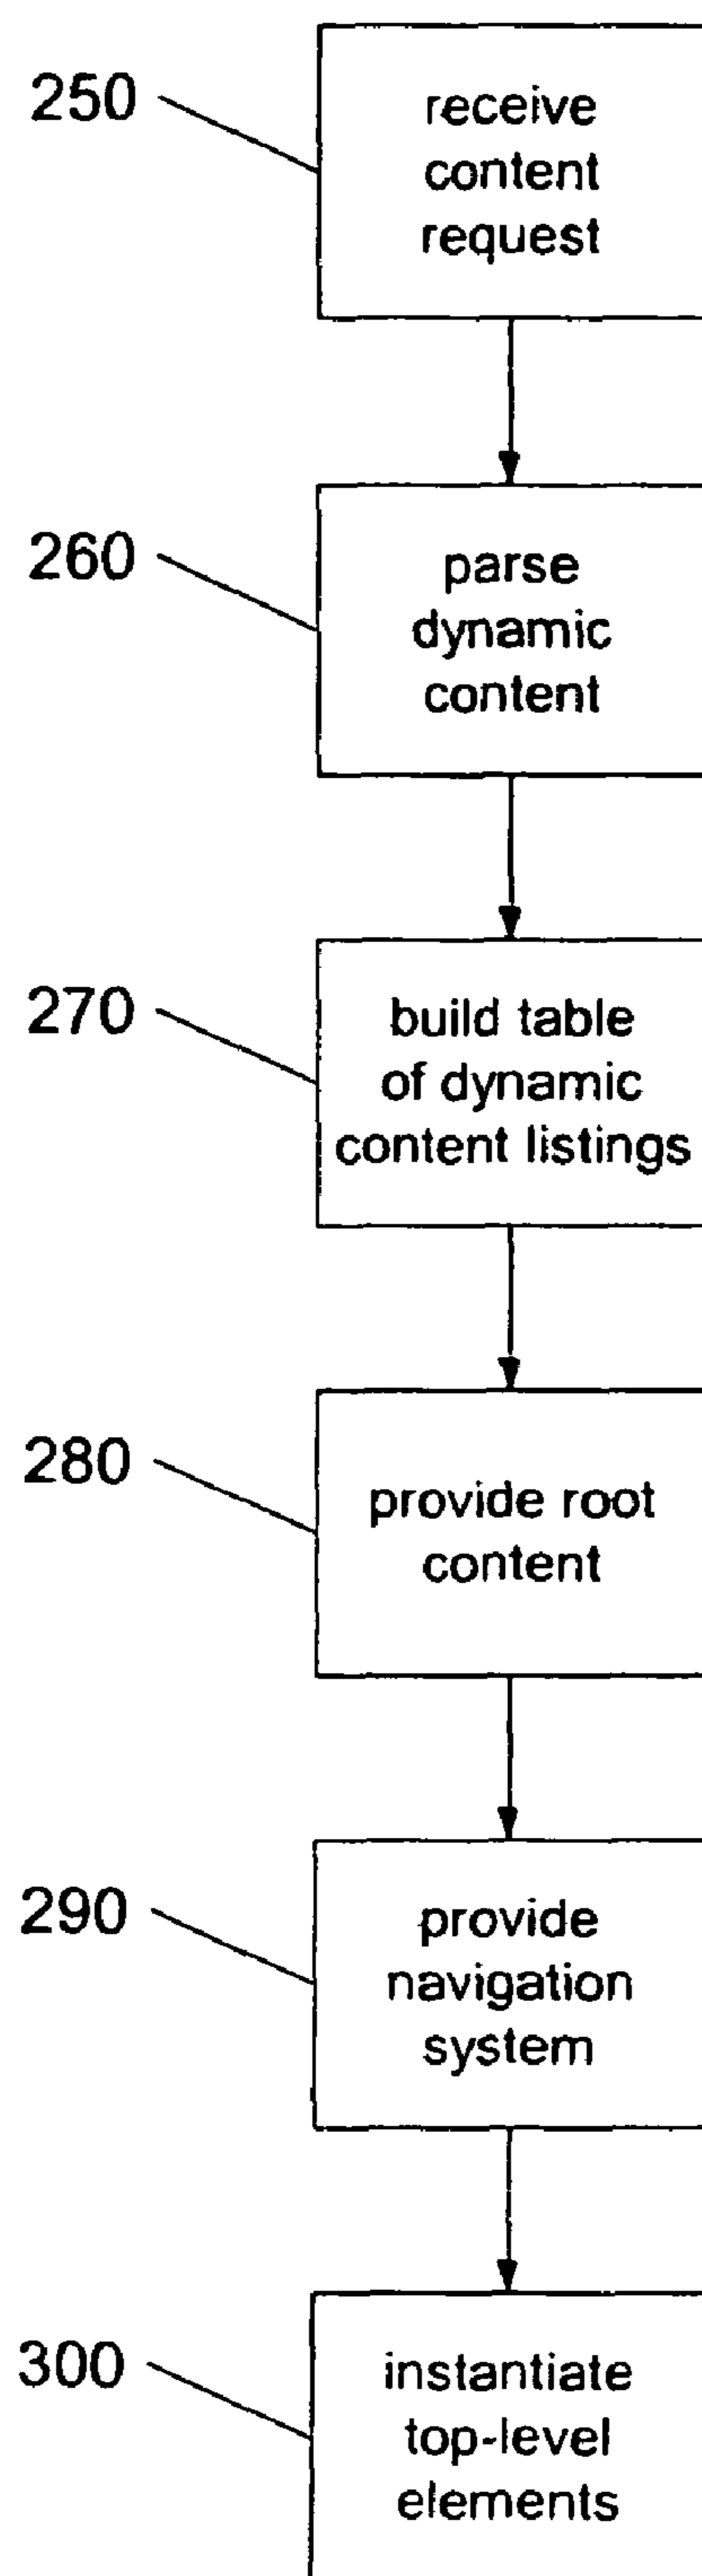 250
receive
content
request
260
parse
dynamic
content
270
build table
of dynamic
content listings
280
provide root
content
290
provide
navigation
system
300
instantiate
top-level
elements